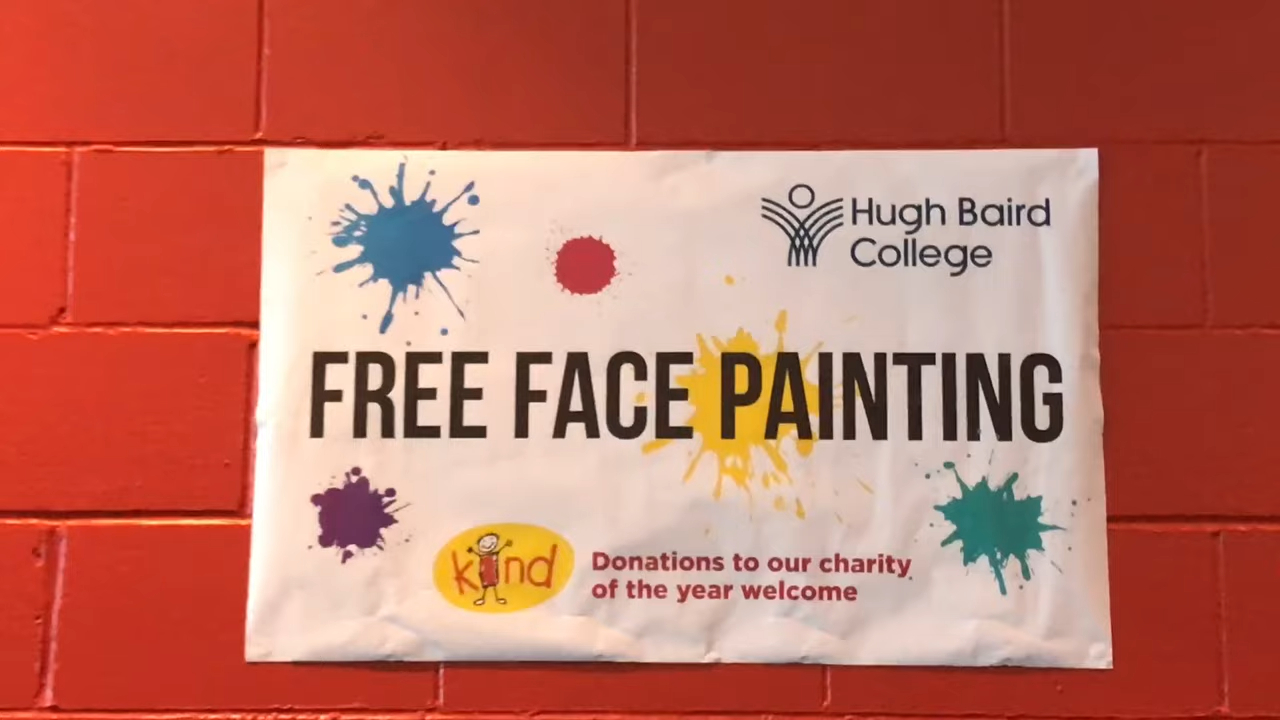 Hugh Baird
College
FREE FACE PAINTING
kind
Donations to our charity
of the year welcome